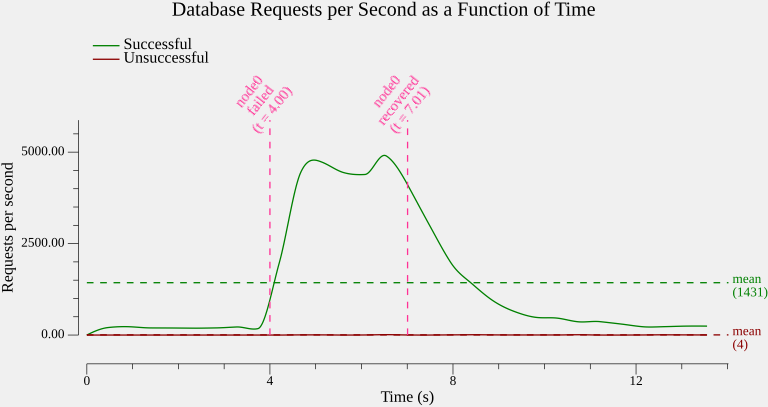 Database Requests per Second as a Function of Time
Successful
Unsuccessful
node0
failed
(t = 4.00)
node0
recovered
(t = 7.01)
Requests per second
5000.00
2500.00
0.00
mean
(1431)
mean
(4)
0
4
8
12
Time (s)